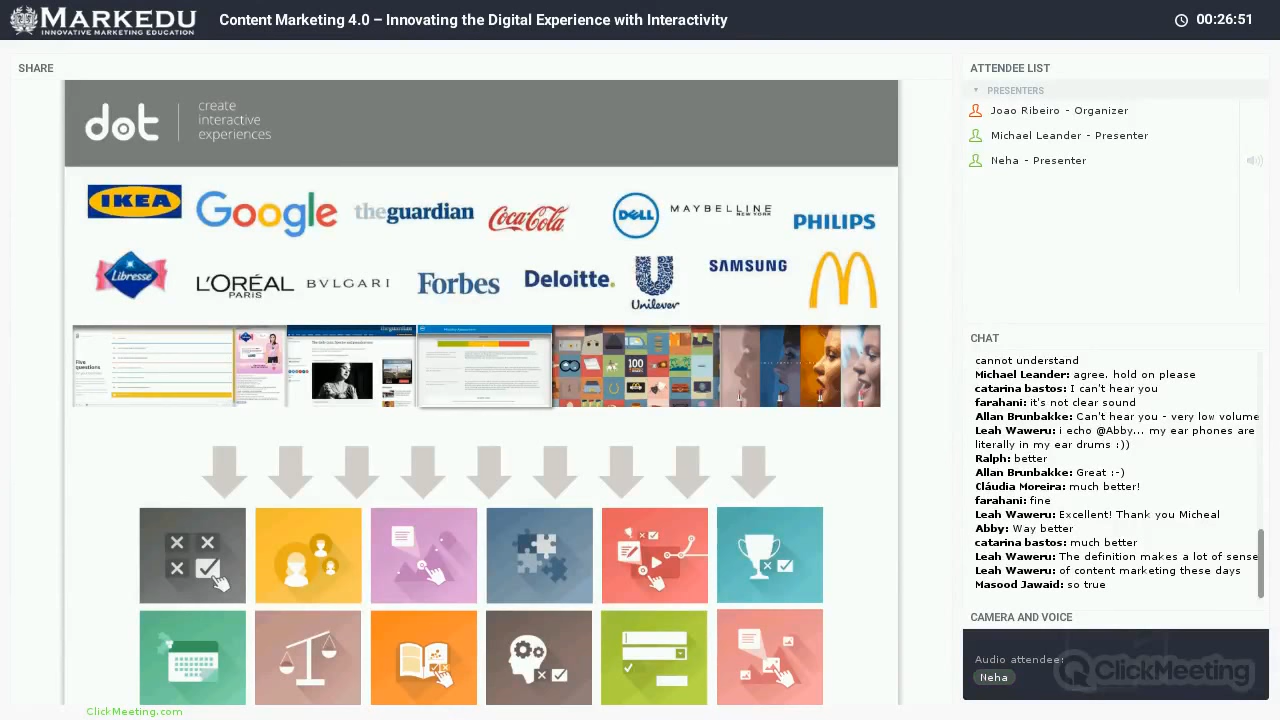 MARKEDU
INNOVATIVE MARKETING EDUCATION
Content Marketing 4.0 – Innovating the Digital Experience with Interactivity
00:26:51
SHARE
dot
create
interactive
experiences
IKEA
Google
theguardian
Coca-Cola
DELL
MAYBELLINE
NEW YORK
PHILIPS
Libresse
L'ORÉAL
PARIS
BVLGARI
Forbes
Deloitte.
Unilever
SAMSUNG
Five
questions
theguardian
100
ClickMeeting.com
ATTENDEE LIST
PRESENTERS
Joao Ribeiro - Organizer
Michael Leander - Presenter
Neha - Presenter
CHAT
cannot understand
Michael Leander: agree, hard on please
catarina bastos: I can't hear you
farahani: it's not clear sound
Allan Brunbakke: Can't hear you - very low volume
Leah Waweru: i echo @Abby... my ear phones are
literally in my ear drums :))
Ralph: better
Allan Brunbakke: Great :-)
Cláudia Moreira: much better!
farahani: fine
Leah Waweru: Excellent! Thank you Micheal
Abby: Way better
catarina bastos: much better
Leah Waweru: The definition makes a lot of sense
Leah Waweru: of content marketing these days
Masood Jawaid: so true
CAMERA AND VOICE
Audio attendee:
Neha
ClickMeeting